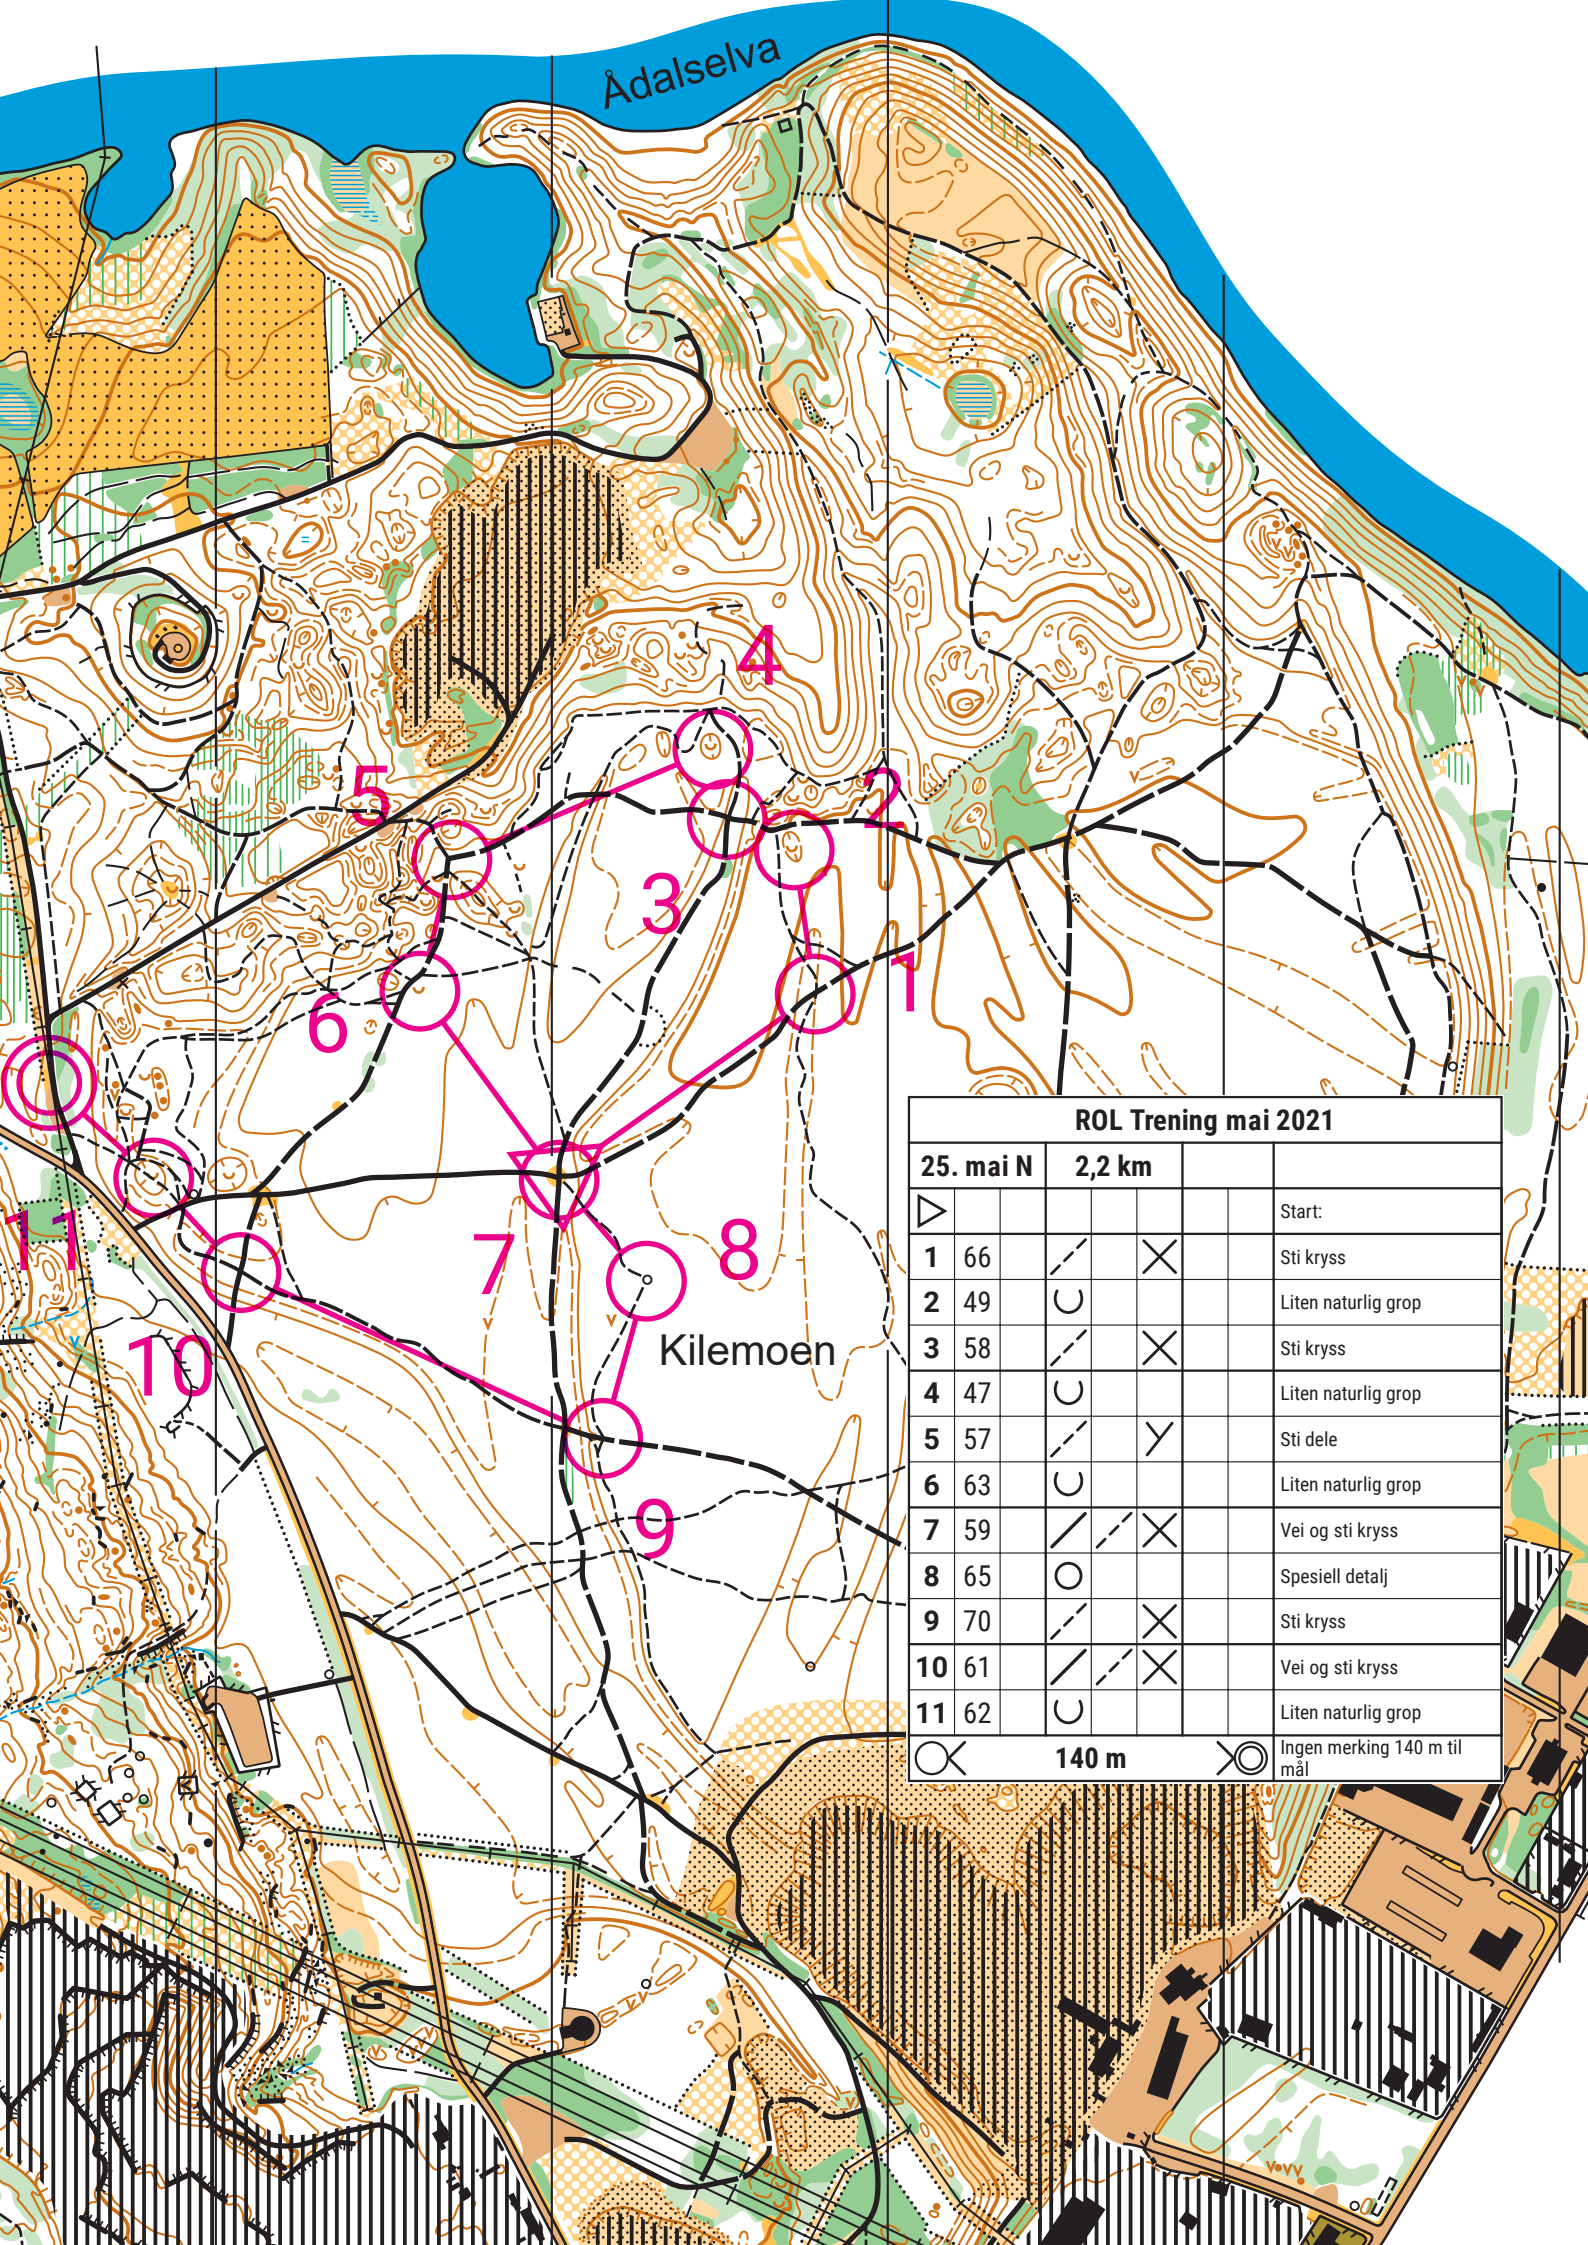 Ådalselva
4
5
2
3
1
6
7
8
11
10
Kilemoen
9
ROL Trening mai 2021
25. mai N 2,2 km
Start:
1 66 Sti kryss
2 49 Liten naturlig grop
3 58 Sti kryss
4 47 Liten naturlig grop
5 57 Sti dele
6 63 Liten naturlig grop
7 59 Vei og sti kryss
8 65 Spesiell detalj
9 70 Sti kryss
10 61 Vei og sti kryss
11 62 Liten naturlig grop
140 m Ingen merking 140 m til
mål